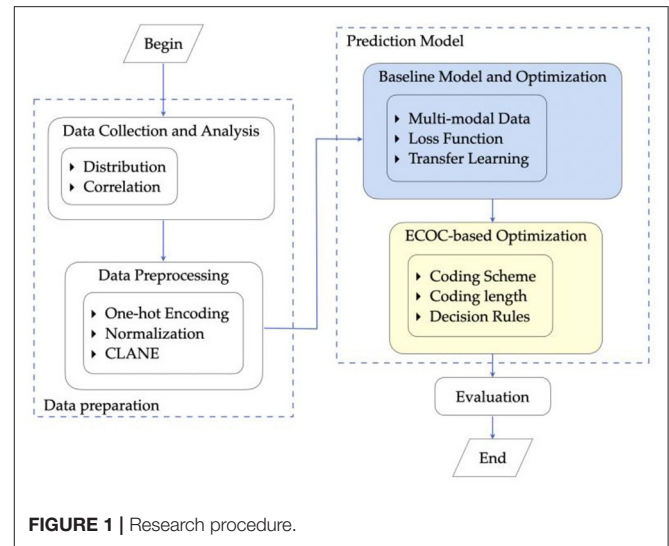 Begin
Data Collection and Analysis
Distribution
Correlation
Data Preprocessing
One-hot Encoding
Normalization
CLANE
Data preparation
Prediction Model
Baseline Model and Optimization
Multi-modal Data
Loss Function
Transfer Learning
ECOC-based Optimization
Coding Scheme
Coding length
Decision Rules
Evaluation
End
FIGURE 1 | Research procedure.